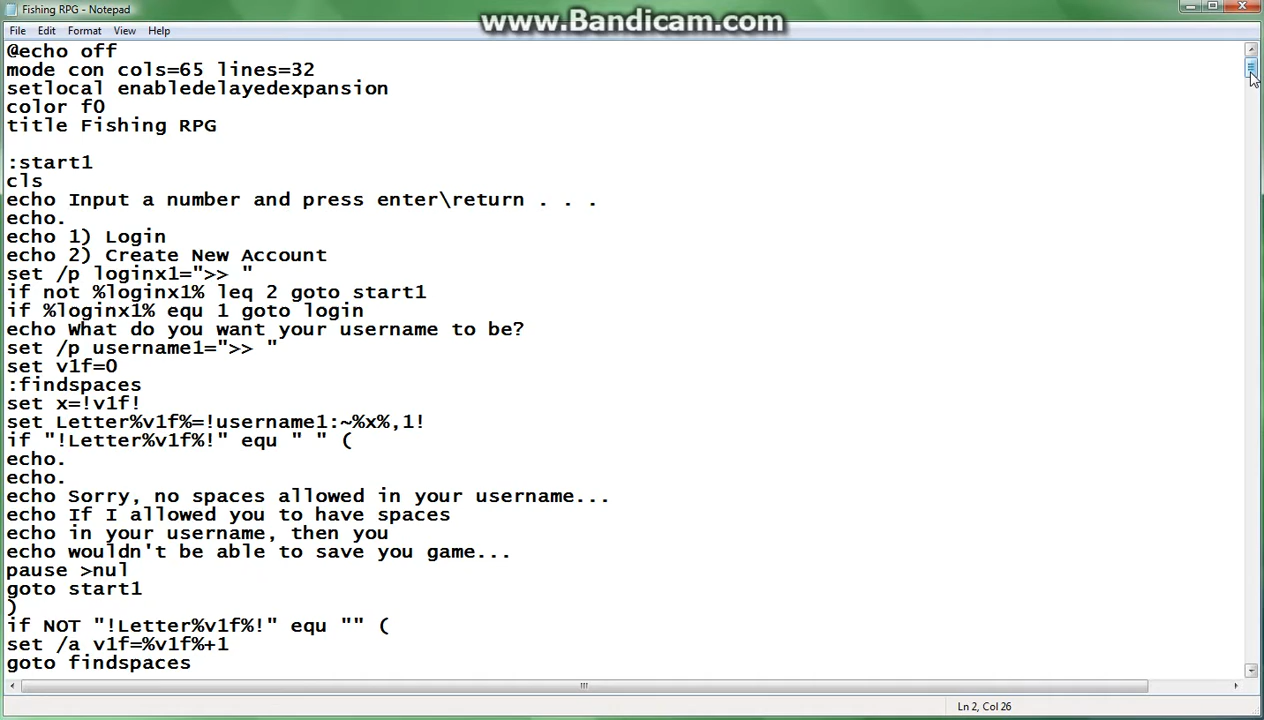 Fishing RPG - Notepad
www.Bandicam.com
File Edit Format View Help
@echo off
mode con cols=65 lines=32
setlocal enabledelayedexpansion
color f0
title Fishing RPG
:start1
cls
echo Input a number and press enter\return . . .
echo.
echo 1) Login
echo 2) Create New Account
set /p loginx1=">> "
if not %loginx1% leq 2 goto start1
if %loginx1% equ 1 goto login
echo What do you want your username to be?
set /p username1=">> "
set v1f=0
:findspaces
set x=!v1f!
set Letter%v1f%=!username1:~%x%,1!
if "!Letter%v1f%!" equ " " (
echo.
echo.
echo Sorry, no spaces allowed in your username...
echo If I allowed you to have spaces
echo in your username, then you
echo wouldn't be able to save you game...
pause >nul
goto start1
)
if NOT "!Letter%v1f%!" equ "" (
set /a v1f=%v1f%+1
goto findspaces
Ln 2, Col 26